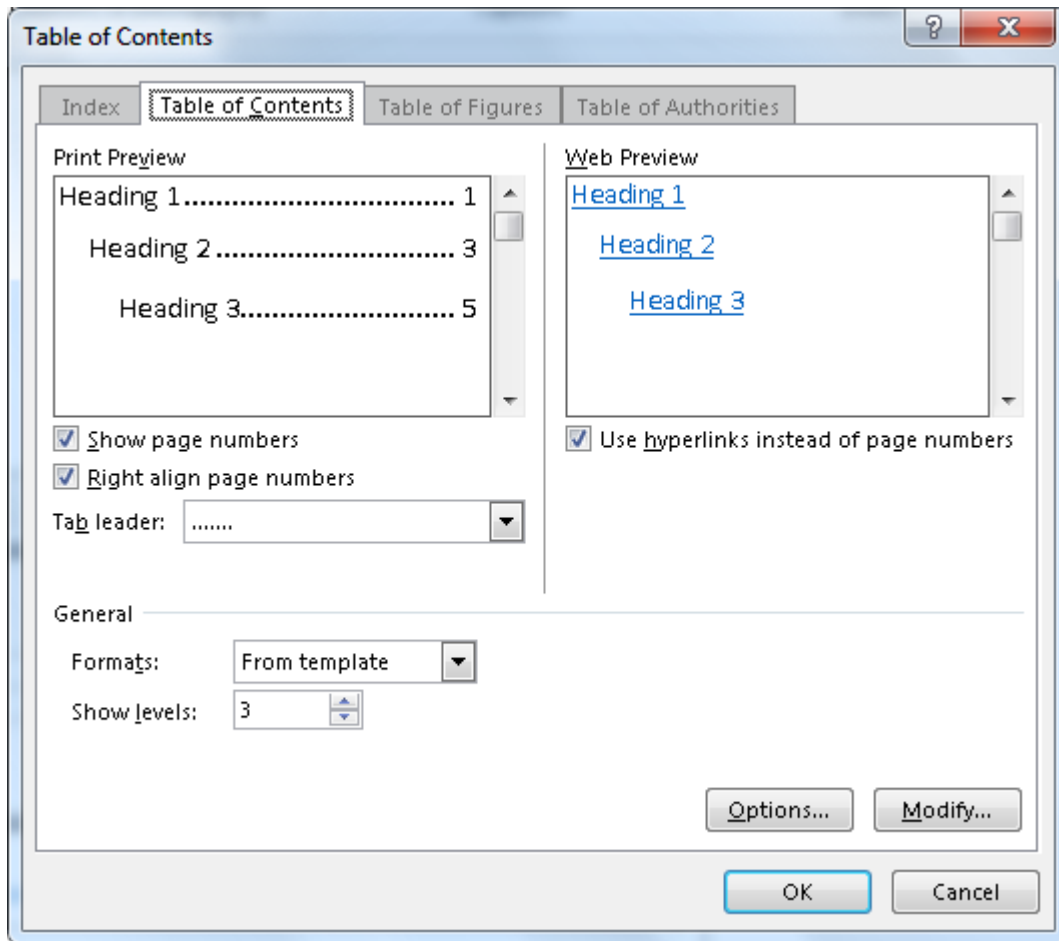 Table of Contents
Index Table of Contents Table of Figures Table of Authorities
Print Preview
Heading 1................................. 1
Heading 2............................. 3
Heading 3.......................... 5
Show page numbers
Right align page numbers
Tab leader: .......
Web Preview
Heading 1
Heading 2
Heading 3
Use hyperlinks instead of page numbers
General
Formats: From template
Show levels: 3
Options... Modify...
OK Cancel